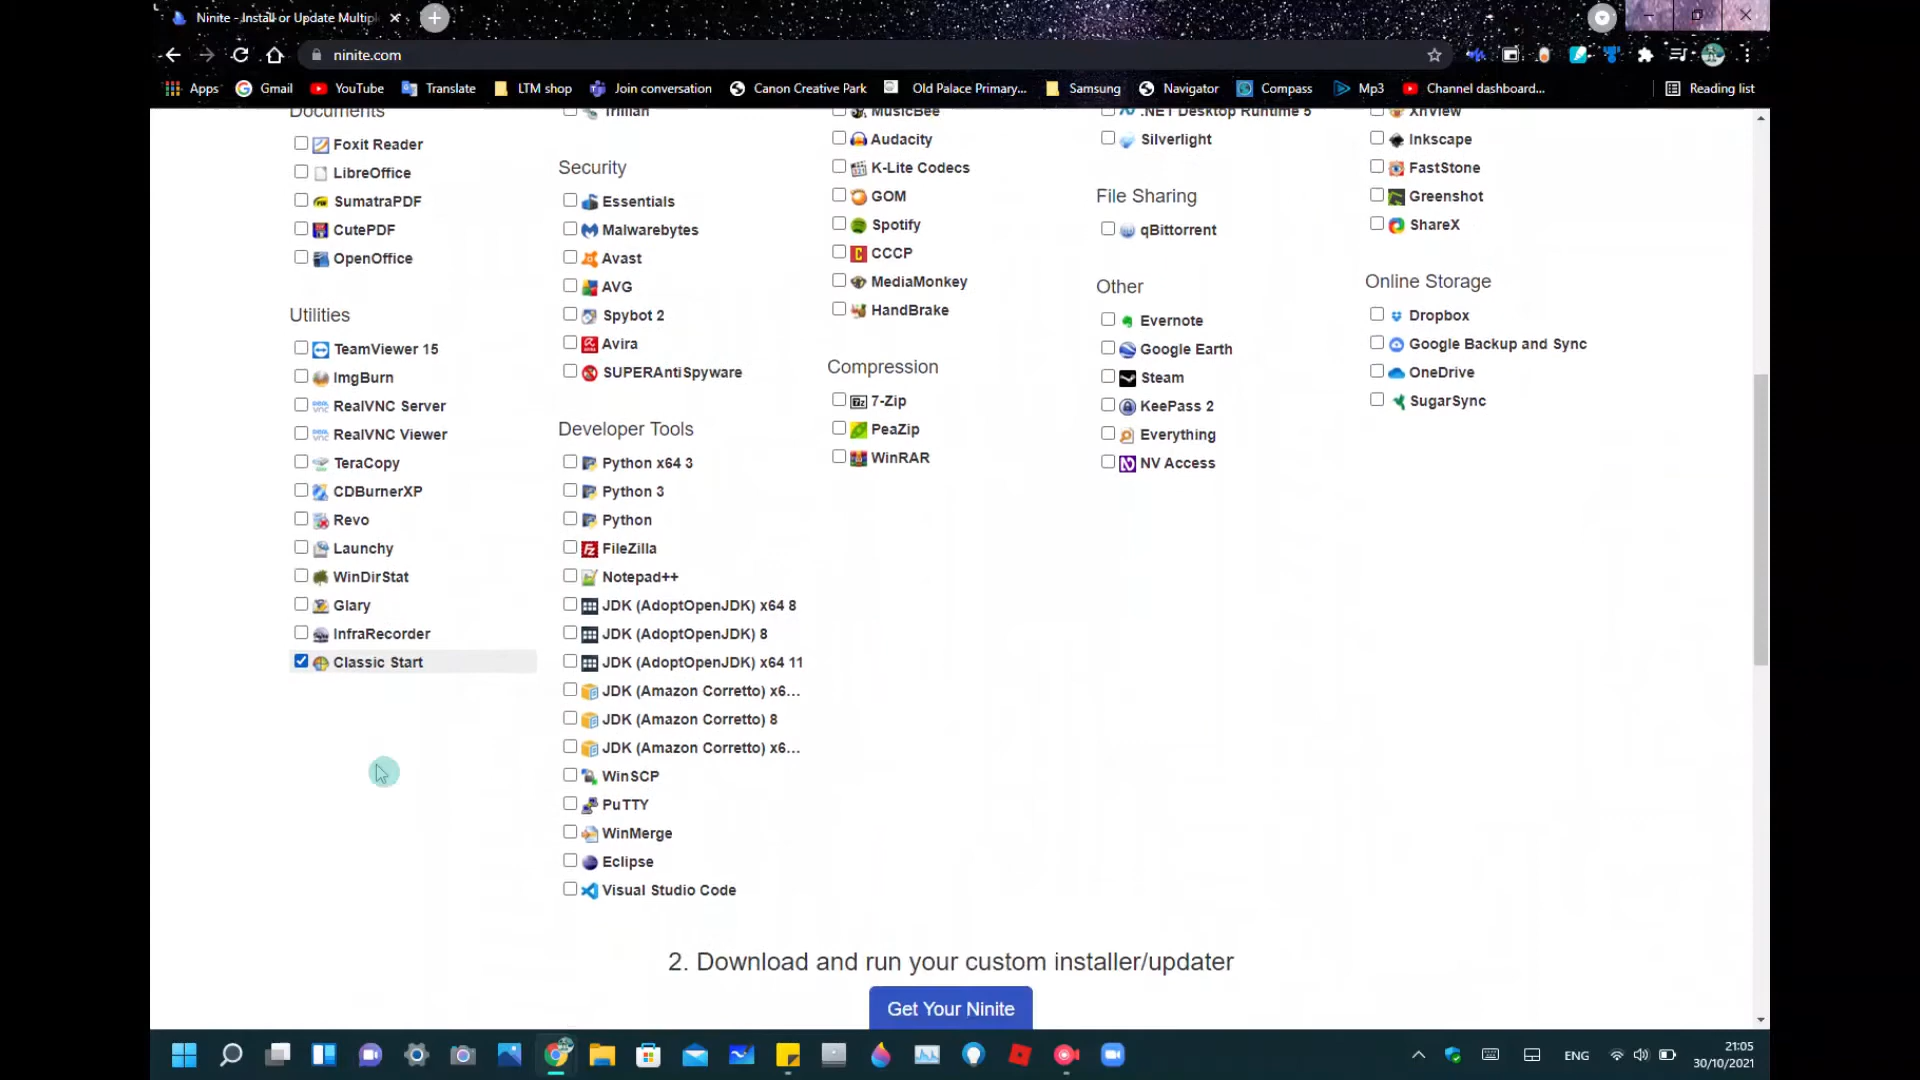 Ninite - Install or Update Multipl
ninite.com
Apps
Gmail
YouTube
Translate
LTM shop
Join conversation
Canon Creative Park
Old Palace Primary...
Samsung
Navigator
Compass
Mp3
Channel dashboard...
Reading list
Documents
Foxit Reader
LibreOffice
SumatraPDF
CutePDF
OpenOffice
Utilities
TeamViewer 15
ImgBurn
RealVNC Server
RealVNC Viewer
TeraCopy
CDBurnerXP
Revo
Launchy
WinDirStat
Glary
InfraRecorder
Classic Start
Trillian
Security
Essentials
Malwarebytes
Avast
AVG
Spybot 2
Avira
SUPERAntiSpyware
Developer Tools
Python x64 3
Python 3
Python
FileZilla
Notepad++
JDK (AdoptOpenJDK) x64 8
JDK (AdoptOpenJDK) 8
JDK (AdoptOpenJDK) x64 11
JDK (Amazon Corretto) x6...
JDK (Amazon Corretto) 8
JDK (Amazon Corretto) x6...
WinSCP
PuTTY
WinMerge
Eclipse
Visual Studio Code
MusicBee
Audacity
K-Lite Codecs
GOM
Spotify
CCCP
MediaMonkey
HandBrake
Compression
7-Zip
PeaZip
WinRAR
.NET Desktop Runtime 5
Silverlight
File Sharing
qBittorrent
Other
Evernote
Google Earth
Steam
KeePass 2
Everything
NV Access
XnView
Inkscape
FastStone
Greenshot
ShareX
Online Storage
Dropbox
Google Backup and Sync
OneDrive
SugarSync
2. Download and run your custom installer/updater
Get Your Ninite
ENG
21:05
30/10/2021